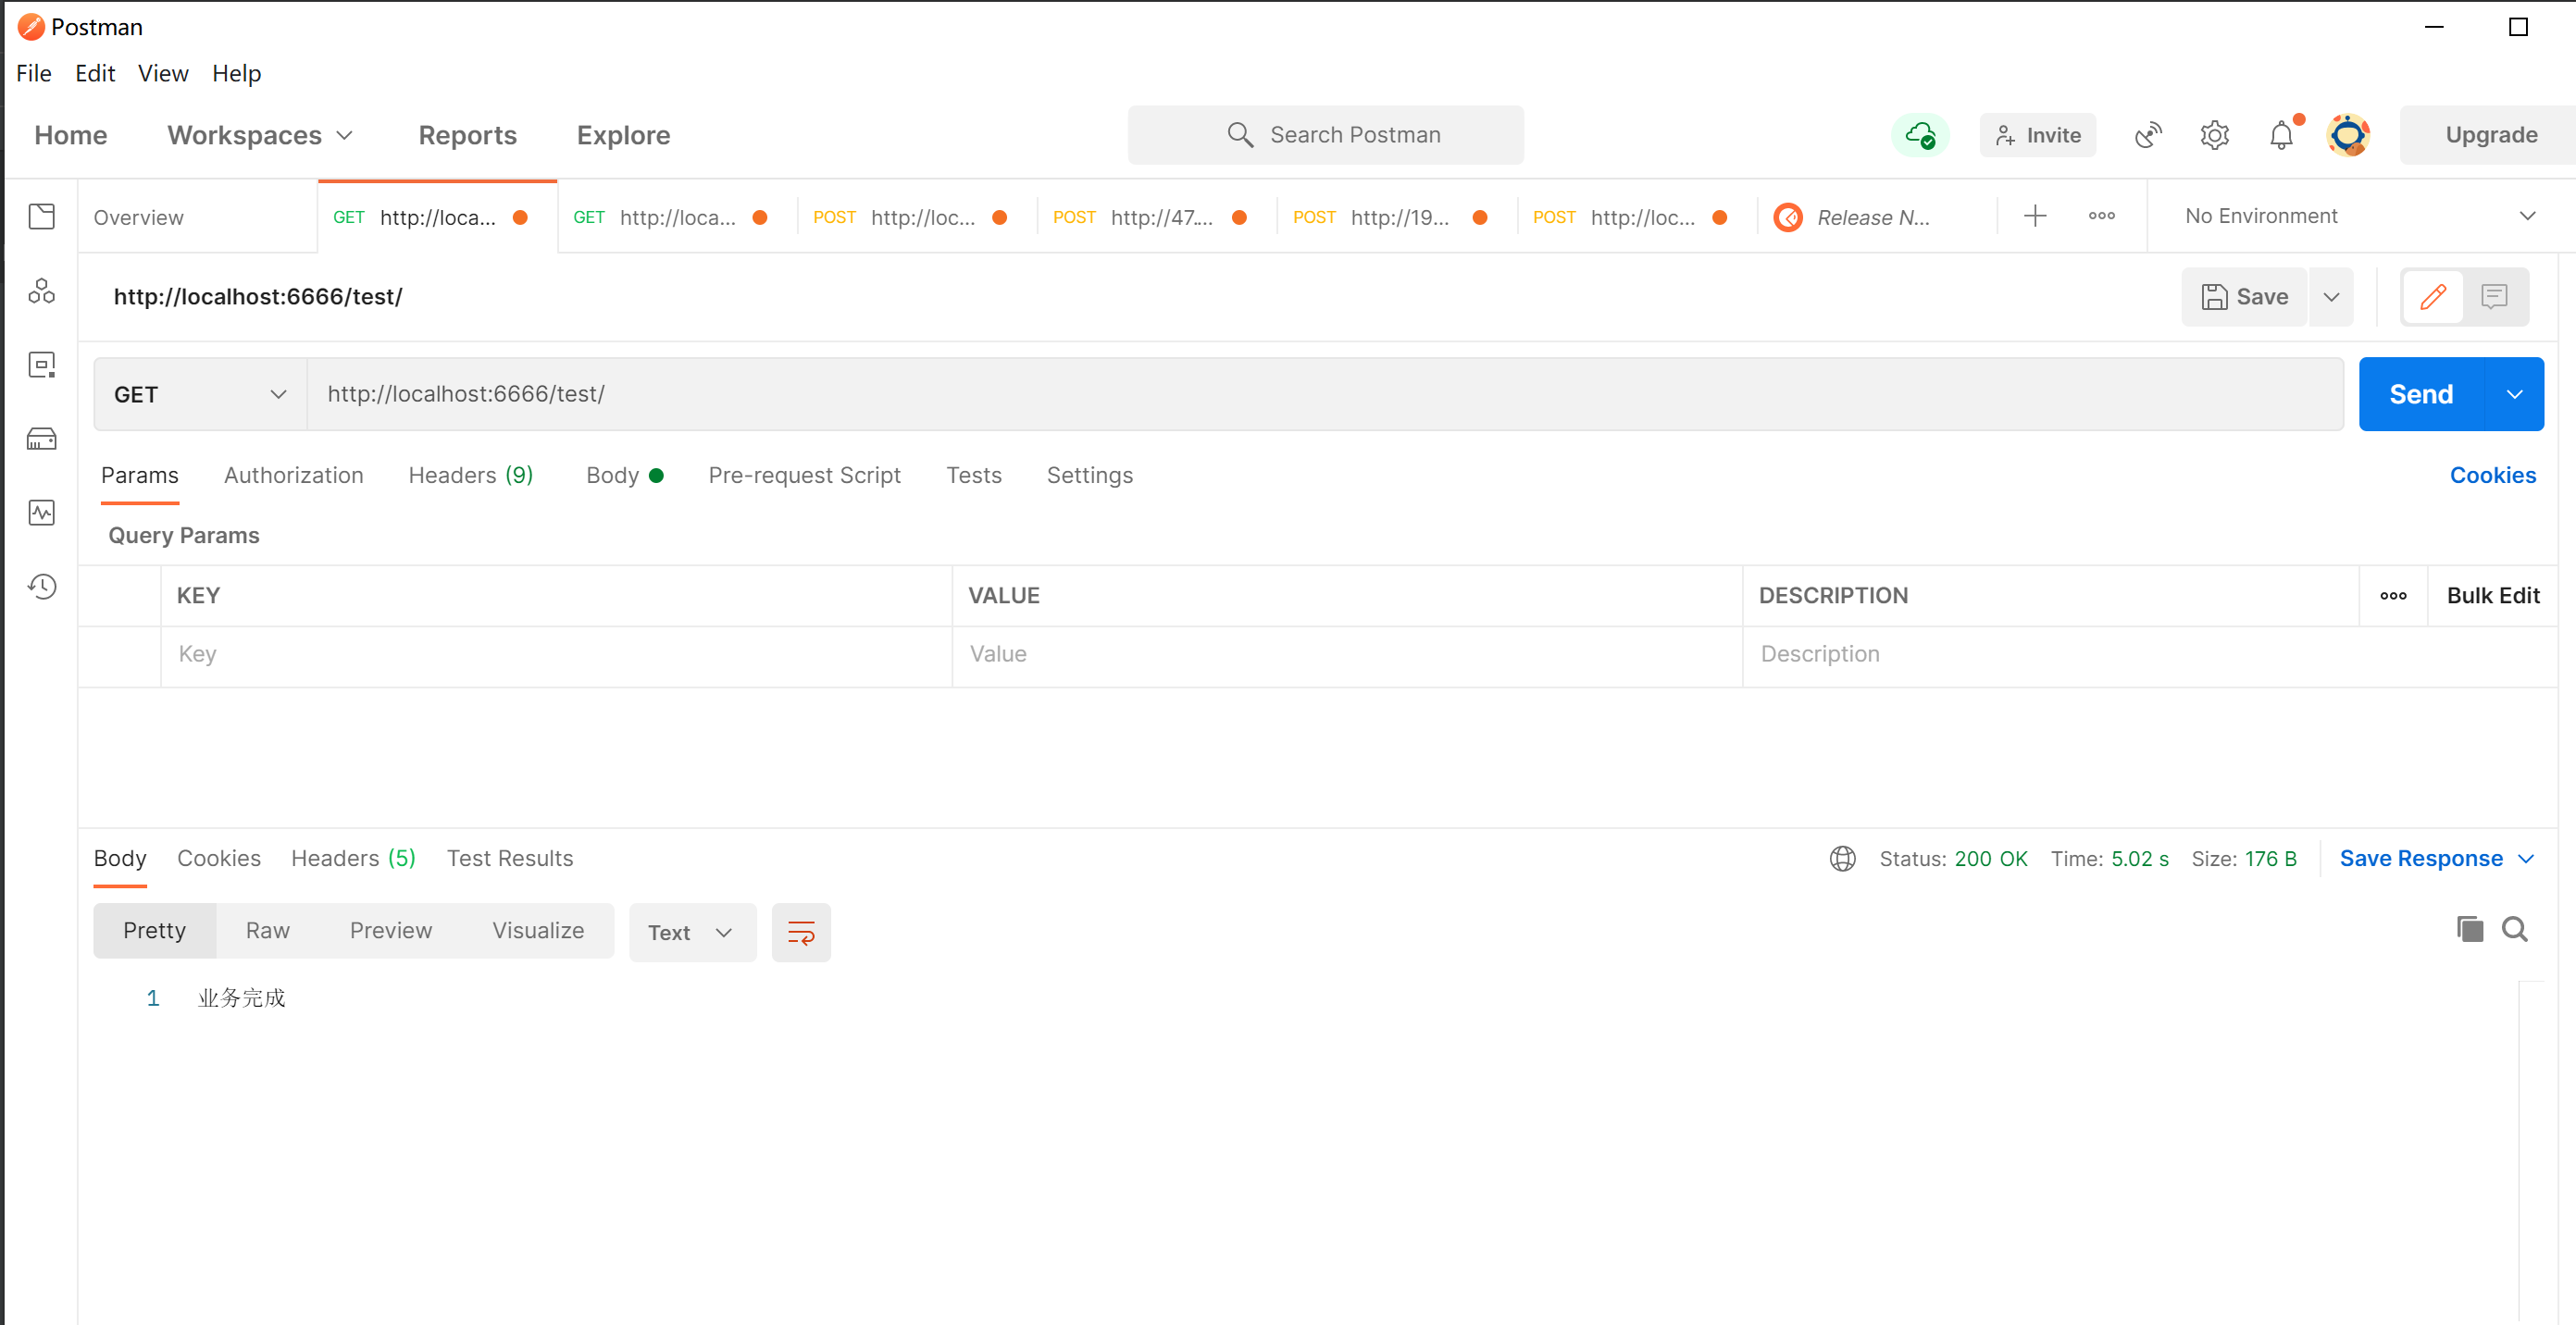 Postman
File Edit View Help
Home Workspaces Reports Explore Search Postman Invite Upgrade
Overview GET http://loca... GET http://loca... POST http://loc... POST http://47.... POST http://19... POST http://loc... Release N... No Environment
http://localhost:6666/test/ Save
GET http://localhost:6666/test/ Send
Params Authorization Headers (9) Body Pre-request Script Tests Settings Cookies
Query Params
KEY VALUE DESCRIPTION Bulk Edit
Key Value Description
Body Cookies Headers (5) Test Results Status: 200 OK Time: 5.02 s Size: 176 B Save Response
Pretty Raw Preview Visualize Text
1 业务完成